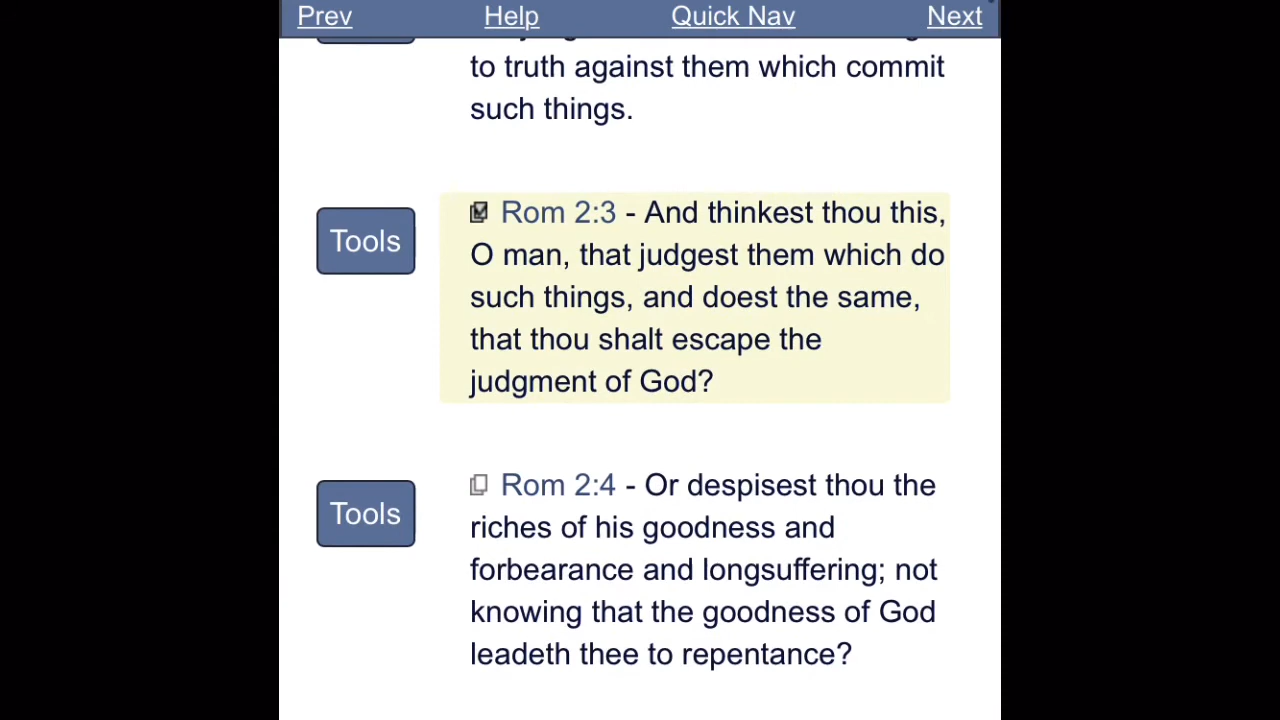 Prev Help Quick Nav Next
to truth against them which commit
such things.
Tools
Rom 2:3 - And thinkest thou this,
O man, that judgest them which do
such things, and doest the same,
that thou shalt escape the
judgment of God?
Tools
Rom 2:4 - Or despisest thou the
riches of his goodness and
forbearance and longsuffering; not
knowing that the goodness of God
leadeth thee to repentance?